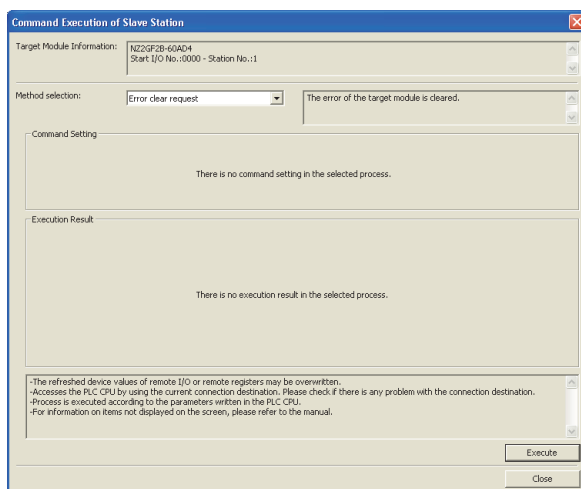 Command Execution of Slave Station
Target Module Information:
NZ2GF2B-60AD4
Start I/O No.:0000 - Station No.:1
Method selection:
Error clear request
The error of the target module is cleared.
Command Setting
There is no command setting in the selected process.
Execution Result
There is no execution result in the selected process.
-The refreshed device values of remote I/O or remote registers may be overwritten.
-Accesses the PLC CPU by using the current connection destination. Please check if there is any problem with the connection destination.
-Process is executed according to the parameters written in the PLC CPU.
-For information on items not displayed on the screen, please refer to the manual.
Execute
Close